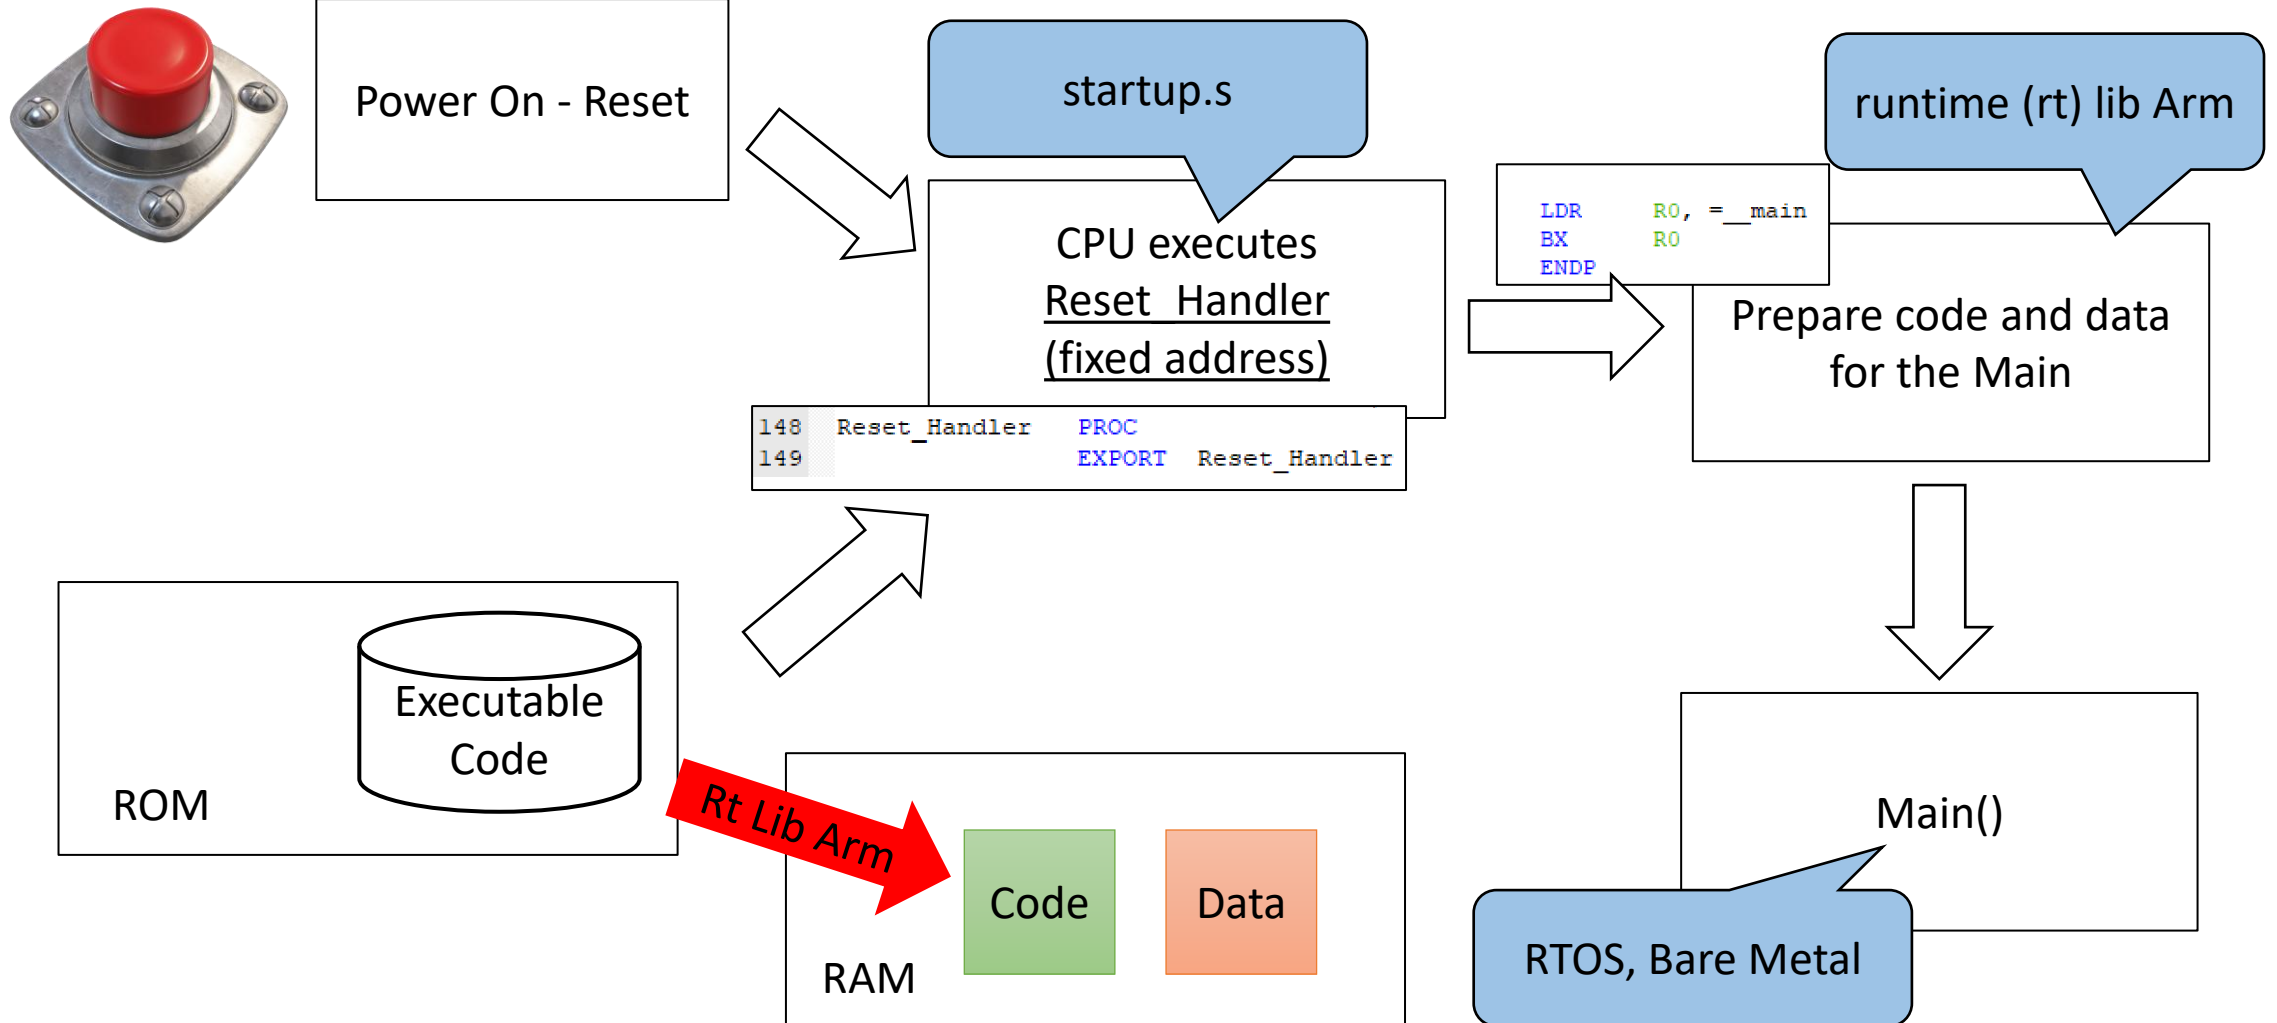 Power On - Reset
startup.s
runtime (rt) lib Arm
CPU executes
Reset_Handler
(fixed address)
LDR R0, =__main
BX R0
ENDP
Prepare code and data
for the Main
148 Reset_Handler PROC
149 EXPORT Reset_Handler
Executable
Code
ROM
Rt Lib Arm
Code
Data
RAM
Main()
RTOS, Bare Metal